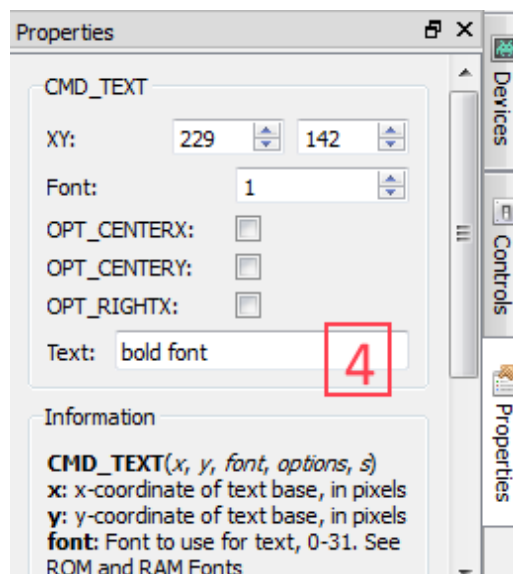 Properties
CMD_TEXT
XY: 229 142
Font: 1
OPT_CENTERX:
OPT_CENTERY:
OPT_RIGHTX:
Text: bold font
4
Information
CMD_TEXT(x, y, font, options, s)
x: x-coordinate of text base, in pixels
y: y-coordinate of text base, in pixels
font: Font to use for text, 0-31. See
ROM and RAM Fonts
Devices
Controls
Properties